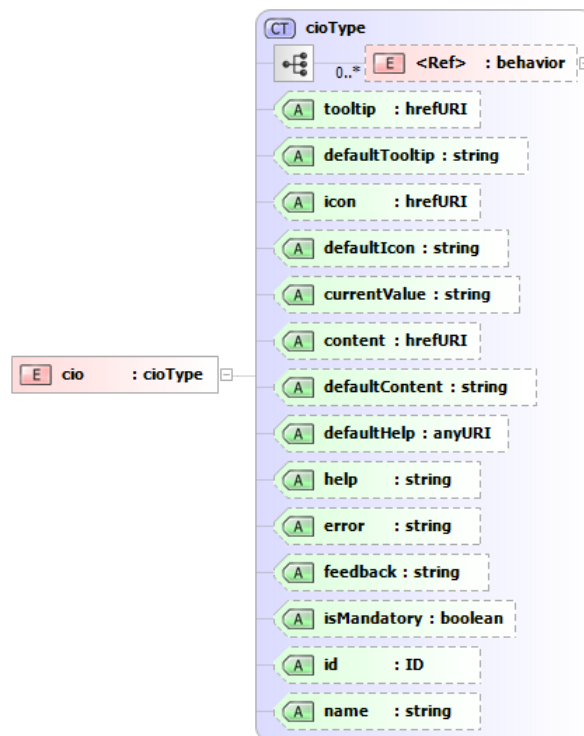 CT cioType
E <Ref> : behavior
0..*
A tooltip : hrefURI
A defaultTooltip : string
A icon : hrefURI
A defaultIcon : string
A currentValue : string
A content : hrefURI
E cio : cioType
A defaultContent : string
A defaultHelp : anyURI
A help : string
A error : string
A feedback : string
A isMandatory : boolean
A id : ID
A name : string